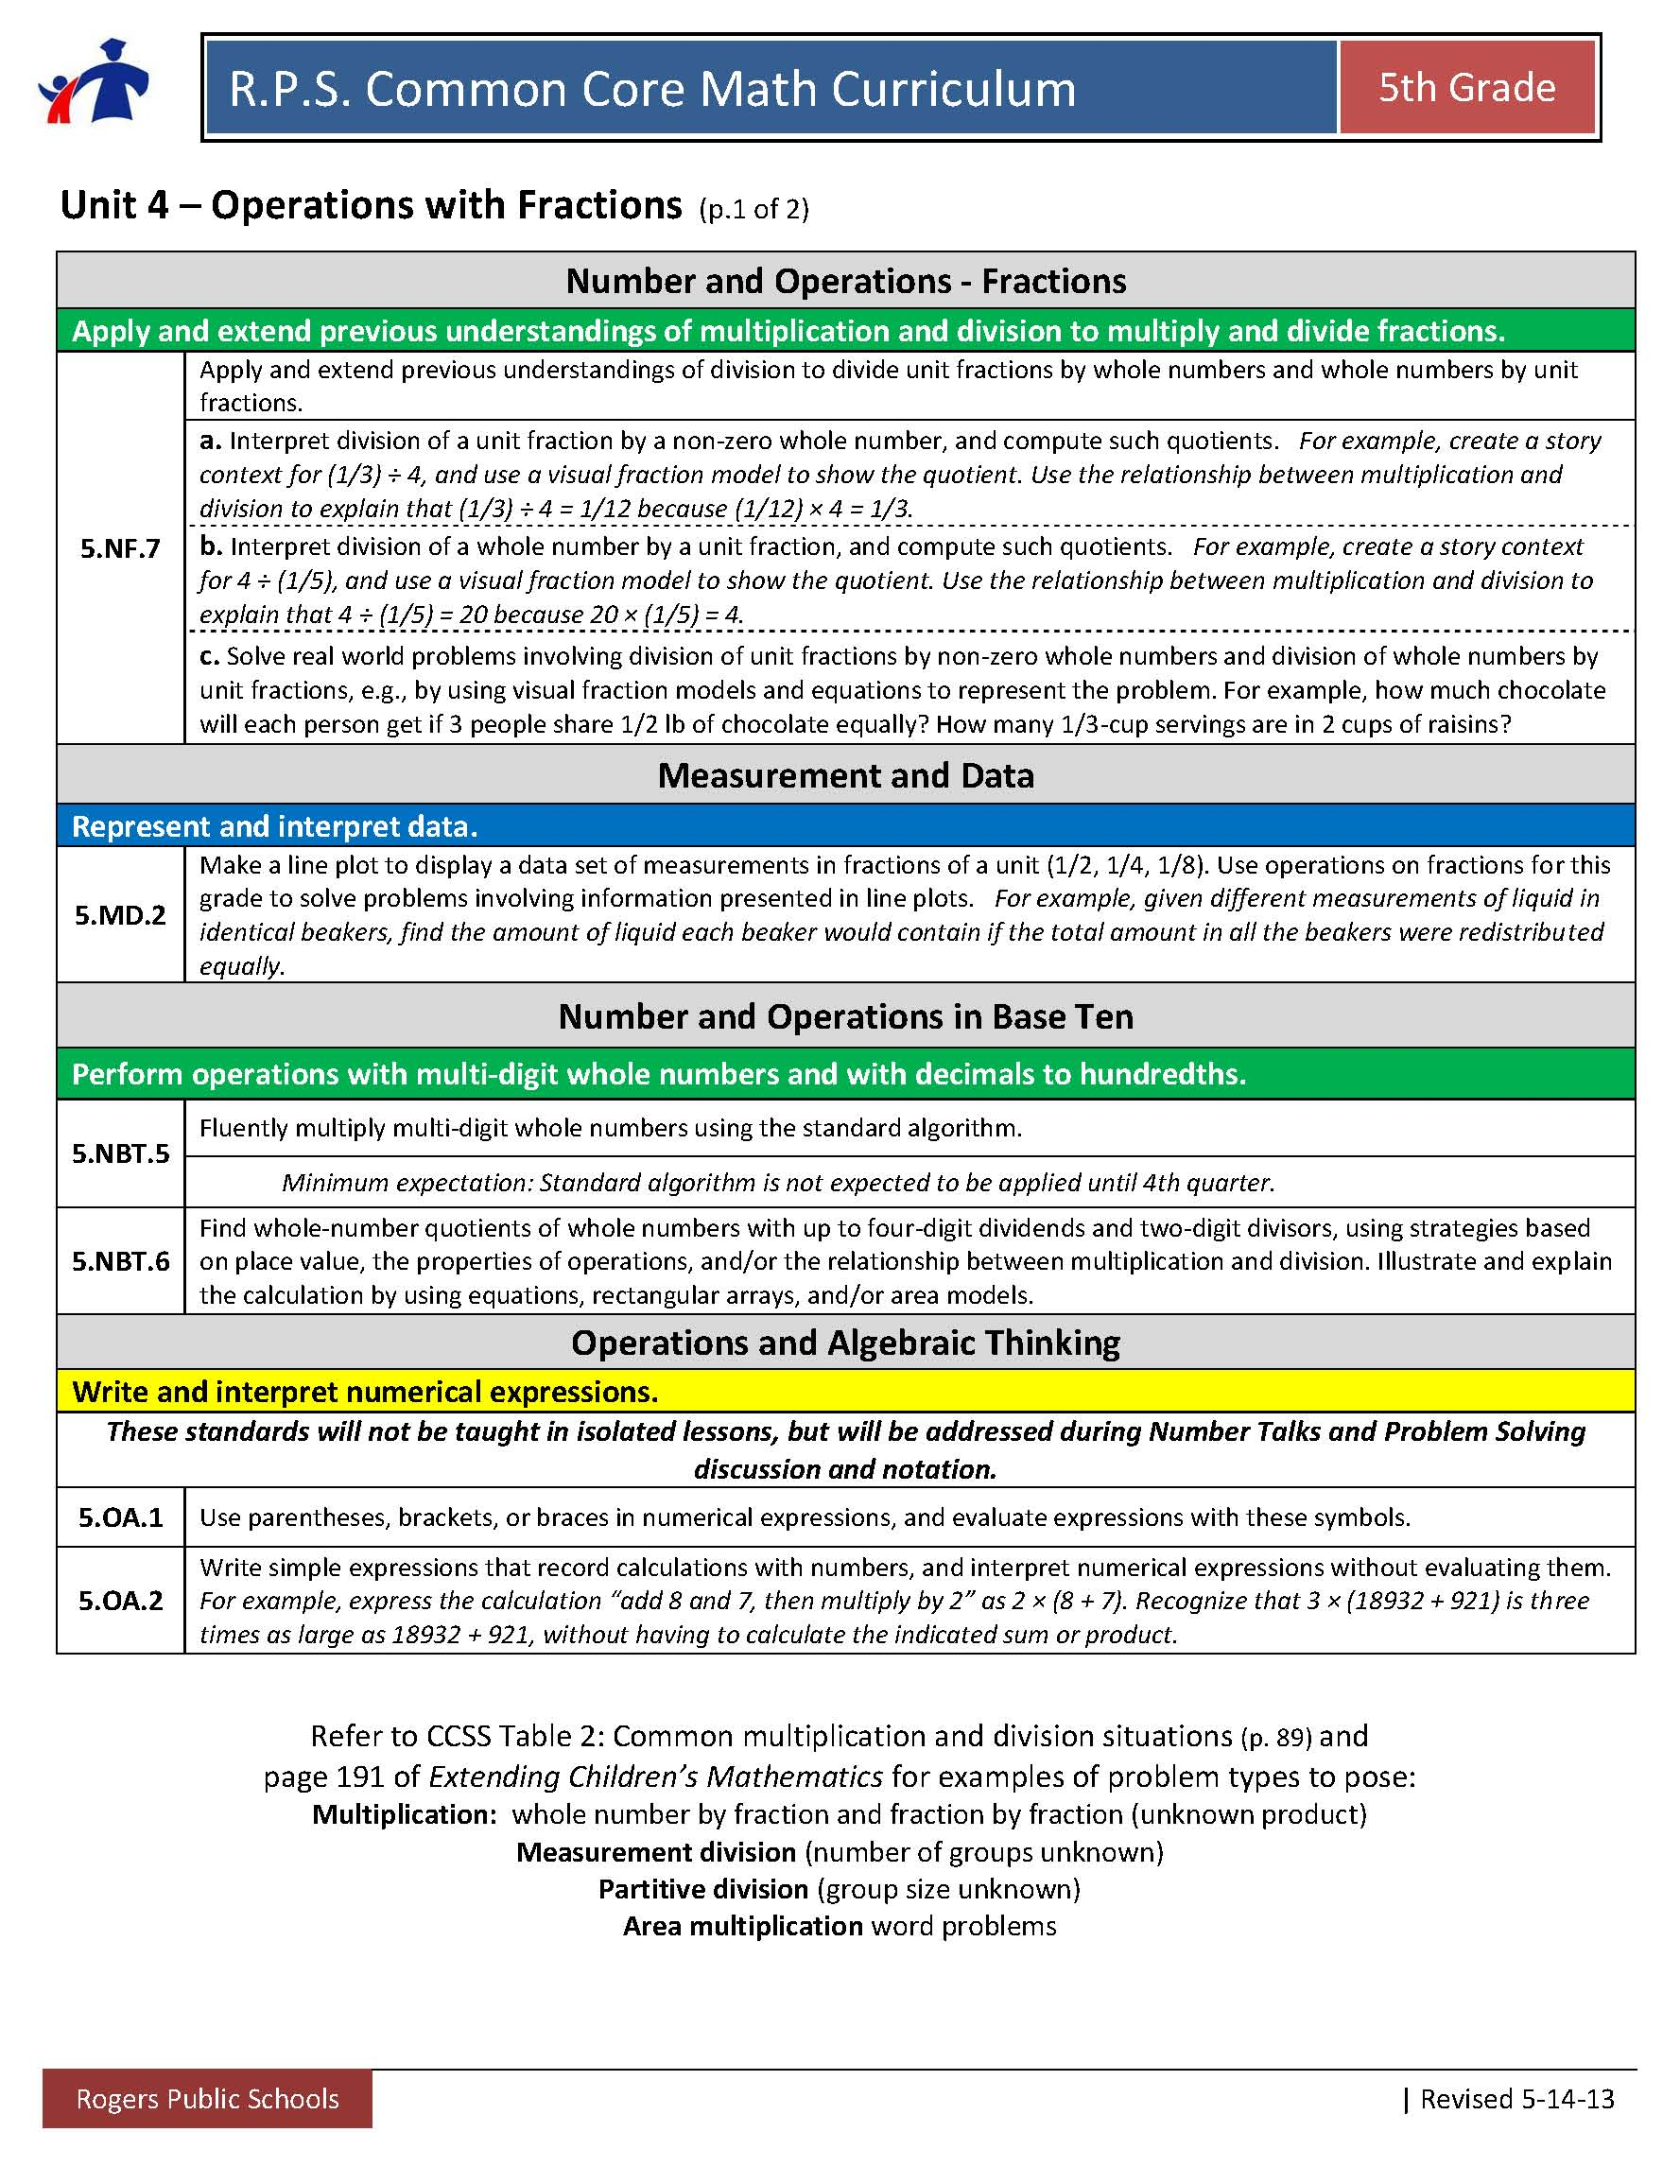 R.P.S. Common Core Math Curriculum
5th Grade
Unit 4 – Operations with Fractions (p.1 of 2)
Number and Operations - Fractions
Apply and extend previous understandings of multiplication and division to multiply and divide fractions.
5.NF.7
Apply and extend previous understandings of division to divide unit fractions by whole numbers and whole numbers by unit
fractions.
a. Interpret division of a unit fraction by a non-zero whole number, and compute such quotients. For example, create a story
context for (1/3) ÷ 4, and use a visual fraction model to show the quotient. Use the relationship between multiplication and
division to explain that (1/3) ÷ 4 = 1/12 because (1/12) × 4 = 1/3.
b. Interpret division of a whole number by a unit fraction, and compute such quotients. For example, create a story context
for 4 ÷ (1/5), and use a visual fraction model to show the quotient. Use the relationship between multiplication and division to
explain that 4 ÷ (1/5) = 20 because 20 × (1/5) = 4.
c. Solve real world problems involving division of unit fractions by non-zero whole numbers and division of whole numbers by
unit fractions, e.g., by using visual fraction models and equations to represent the problem. For example, how much chocolate
will each person get if 3 people share 1/2 lb of chocolate equally? How many 1/3-cup servings are in 2 cups of raisins?
Measurement and Data
Represent and interpret data.
5.MD.2
Make a line plot to display a data set of measurements in fractions of a unit (1/2, 1/4, 1/8). Use operations on fractions for this
grade to solve problems involving information presented in line plots. For example, given different measurements of liquid in
identical beakers, find the amount of liquid each beaker would contain if the total amount in all the beakers were redistributed
equally.
Number and Operations in Base Ten
Perform operations with multi-digit whole numbers and with decimals to hundredths.
5.NBT.5
Fluently multiply multi-digit whole numbers using the standard algorithm.
Minimum expectation: Standard algorithm is not expected to be applied until 4th quarter.
5.NBT.6
Find whole-number quotients of whole numbers with up to four-digit dividends and two-digit divisors, using strategies based
on place value, the properties of operations, and/or the relationship between multiplication and division. Illustrate and explain
the calculation by using equations, rectangular arrays, and/or area models.
Operations and Algebraic Thinking
Write and interpret numerical expressions.
These standards will not be taught in isolated lessons, but will be addressed during Number Talks and Problem Solving
discussion and notation.
5.OA.1
Use parentheses, brackets, or braces in numerical expressions, and evaluate expressions with these symbols.
5.OA.2
Write simple expressions that record calculations with numbers, and interpret numerical expressions without evaluating them.
For example, express the calculation “add 8 and 7, then multiply by 2” as 2 × (8 + 7). Recognize that 3 × (18932 + 921) is three
times as large as 18932 + 921, without having to calculate the indicated sum or product.
Refer to CCSS Table 2: Common multiplication and division situations (p. 89) and
page 191 of Extending Children’s Mathematics for examples of problem types to pose:
Multiplication: whole number by fraction and fraction by fraction (unknown product)
Measurement division (number of groups unknown)
Partitive division (group size unknown)
Area multiplication word problems
Rogers Public Schools
| Revised 5-14-13